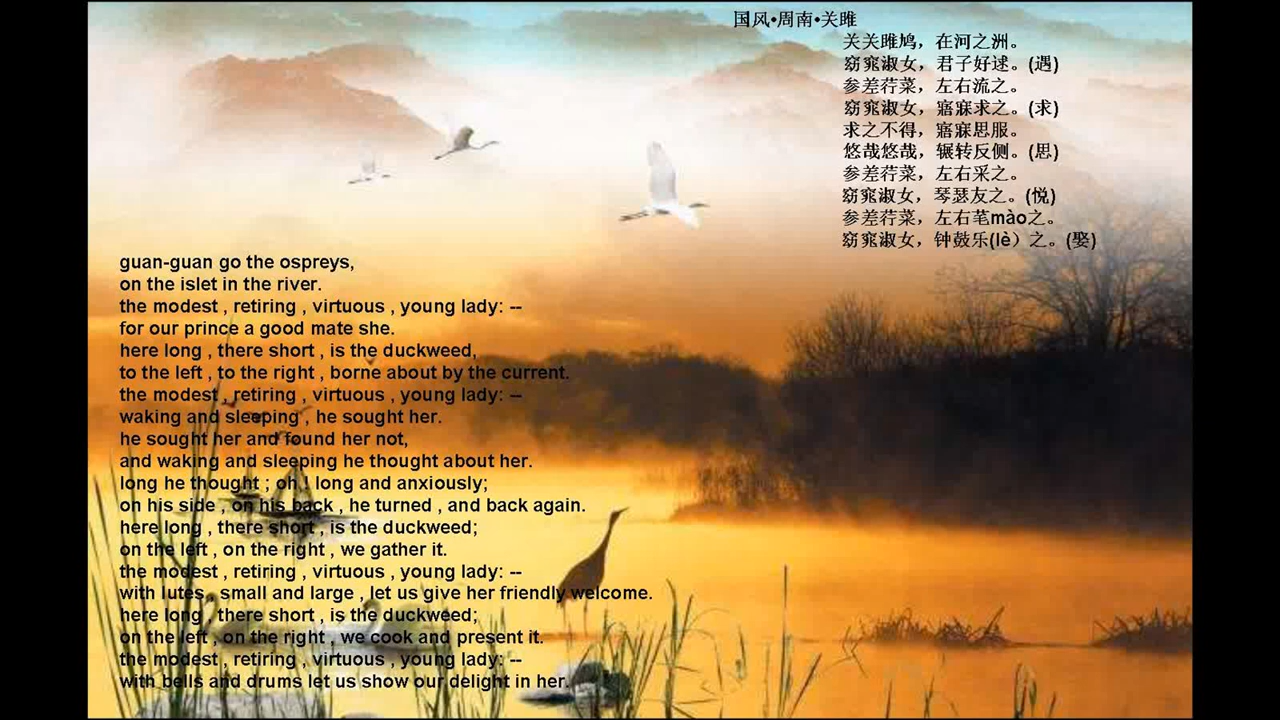 国风•周南•关雎
关关雎鸠，在河之洲。
窈窕淑女，君子好逑。(遇)
参差荇菜，左右流之。
窈窕淑女，寤寐求之。(求)
求之不得，寤寐思服。
悠哉悠哉，辗转反侧。(思)
参差荇菜，左右采之。
窈窕淑女，琴瑟友之。(悦)
参差荇菜，左右芼mào之。
窈窕淑女，钟鼓乐(lè）之。(娶)
guan-guan go the ospreys,
on the islet in the river.
the modest , retiring , virtuous , young lady: --
for our prince a good mate she.
here long , there short , is the duckweed,
to the left , to the right , borne about by the current.
the modest , retiring , virtuous , young lady: --
waking and sleeping , he sought her.
he sought her and found her not,
and waking and sleeping he thought about her.
long he thought ; oh ! long and anxiously;
on his side , on his back , he turned , and back again.
here long , there short , is the duckweed;
on the left , on the right , we gather it.
the modest , retiring , virtuous , young lady: --
with lutes , small and large , let us give her friendly welcome.
here long , there short , is the duckweed;
on the left , on the right , we cook and present it.
the modest , retiring , virtuous , young lady: --
with bells and drums let us show our delight in her.